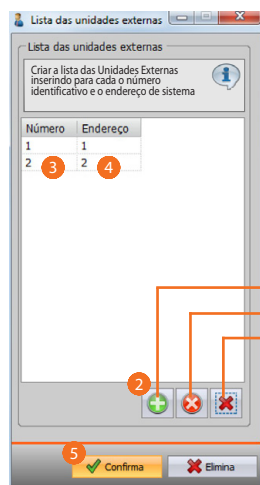 Lista das unidades externas
Lista das unidades externas
Criar a lista das Unidades Externas
inserindo para cada o número
identificativo e o endereço de sistema
Número Endereço
1 1
2 3 2 4
2
5
Confirma Elimina